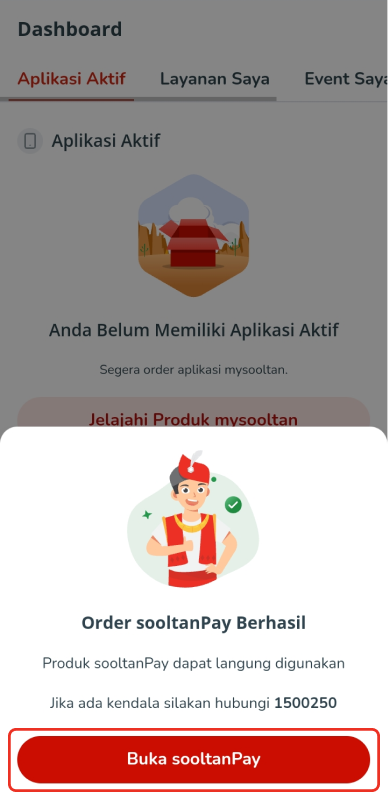 Dashboard
Aplikasi Aktif Layanan Saya Event Saya
Aplikasi Aktif
Anda Belum Memiliki Aplikasi Aktif
Segera order aplikasi mysooltan.
Jelajahi Produk mysooltan
Order sooltanPay Berhasil
Produk sooltanPay dapat langsung digunakan
Jika ada kendala silakan hubungi 1500250
Buka sooltanPay